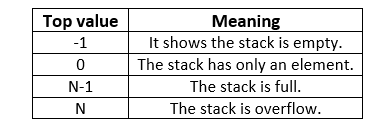 Top value Meaning
-1 It shows the stack is empty.
0 The stack has only an element.
N-1 The stack is full.
N The stack is overflow.